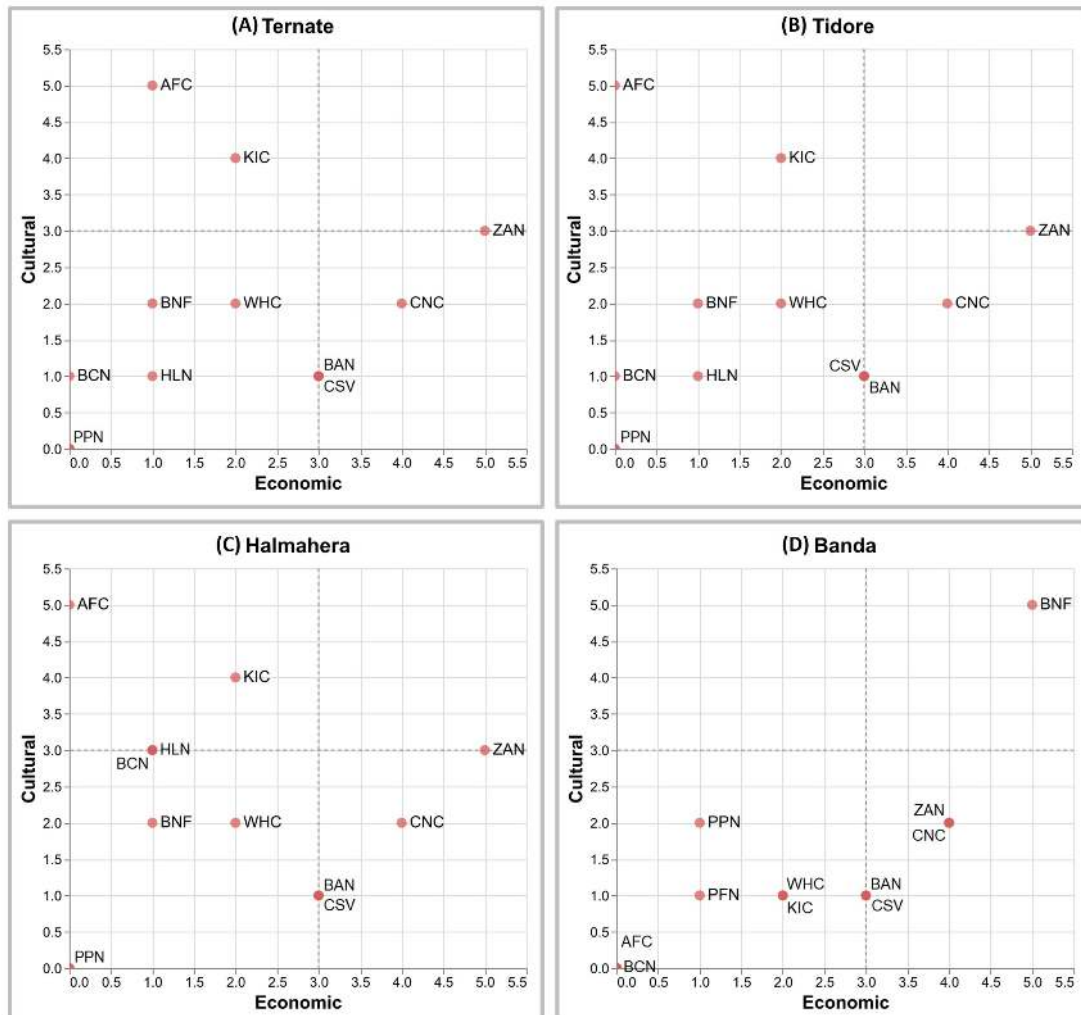 (A) Ternate
5.5
5.0
AFC
4.5
4.0
KIC
3.5
Cultural
3.0
ZAN
2.5
2.0
BNF
WHC
CNC
1.5
BAN
1.0
BCN
HLN
CSV
0.5
PPN
0.0
0.0 0.5 1.0 1.5 2.0 2.5 3.0 3.5 4.0 4.5 5.0 5.5
Economic
(B) Tidore
5.5
5.0
AFC
4.5
4.0
KIC
3.5
Cultural
3.0
ZAN
2.5
2.0
BNF
WHC
CNC
1.5
CSV
1.0
BCN
HLN
BAN
0.5
PPN
0.0
0.0 0.5 1.0 1.5 2.0 2.5 3.0 3.5 4.0 4.5 5.0 5.5
Economic
(C) Halmahera
5.5
5.0
AFC
4.5
4.0
KIC
3.5
Cultural
3.0
HLN
ZAN
BCN
2.5
2.0
BNF
WHC
CNC
1.5
BAN
1.0
CSV
0.5
PPN
0.0
0.0 0.5 1.0 1.5 2.0 2.5 3.0 3.5 4.0 4.5 5.0 5.5
Economic
(D) Banda
5.5
5.0
BNF
4.5
4.0
3.5
Cultural
3.0
2.5
ZAN
2.0
PPN
CNC
1.5
WHC
BAN
1.0
PFN
KIC
CSV
0.5
AFC
0.0
BCN
0.0 0.5 1.0 1.5 2.0 2.5 3.0 3.5 4.0 4.5 5.0 5.5
Economic